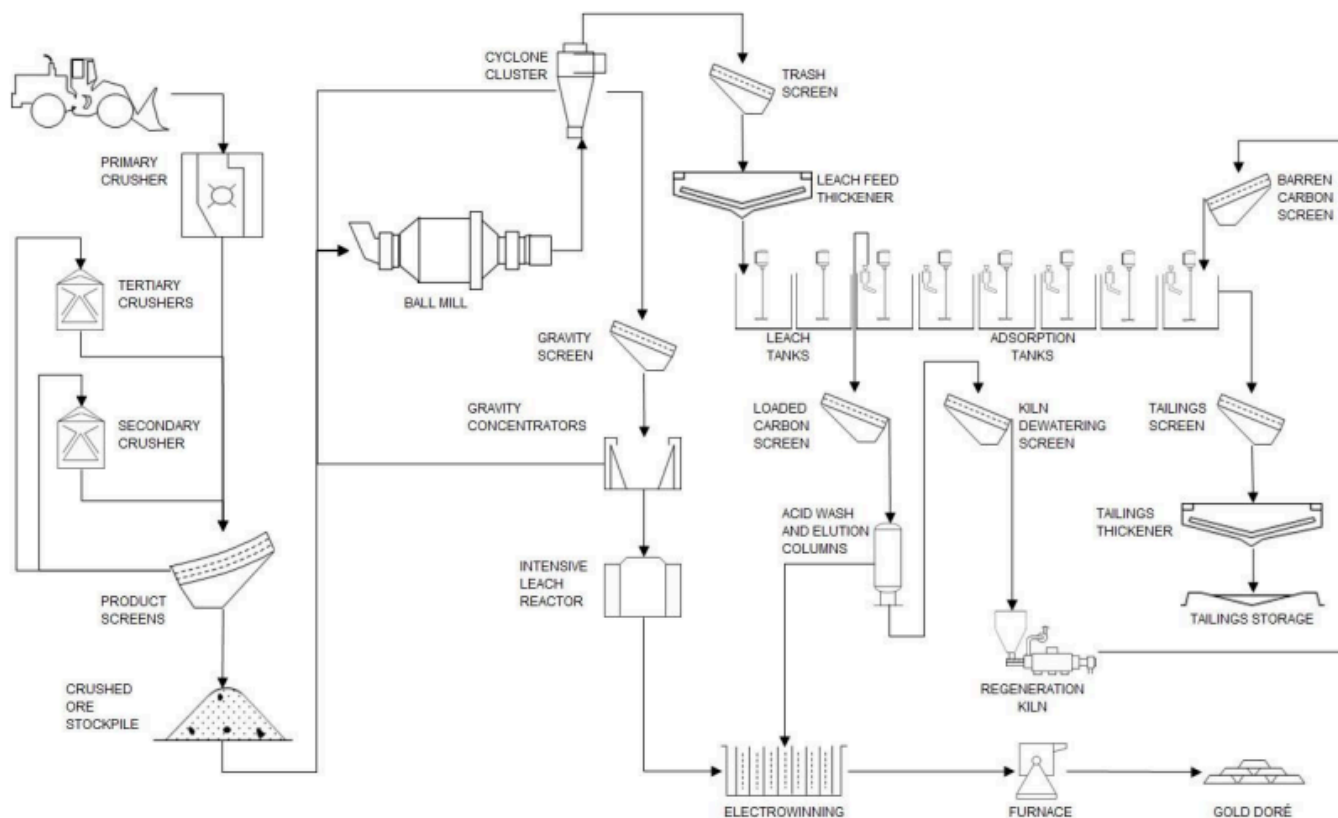 CYCLONE
CLUSTER
TRASH
SCREEN
PRIMARY
CRUSHER
LEACH FEED
THICKENER
BARREN
CARBON
SCREEN
TERTIARY
CRUSHERS
BALL MILL
GRAVITY
SCREEN
LEACH
TANKS
ADSORPTION
TANKS
SECONDARY
CRUSHER
GRAVITY
CONCENTRATORS
LOADED
CARBON
SCREEN
KILN
DEWATERING
SCREEN
TAILINGS
SCREEN
ACID WASH
AND ELUTION
COLUMNS
TAILINGS
THICKENER
INTENSIVE
LEACH
REACTOR
PRODUCT
SCREENS
TAILINGS STORAGE
CRUSHED
ORE
STOCKPILE
REGENERATION
KILN
ELECTROWINNING
FURNACE
GOLD DORÉ